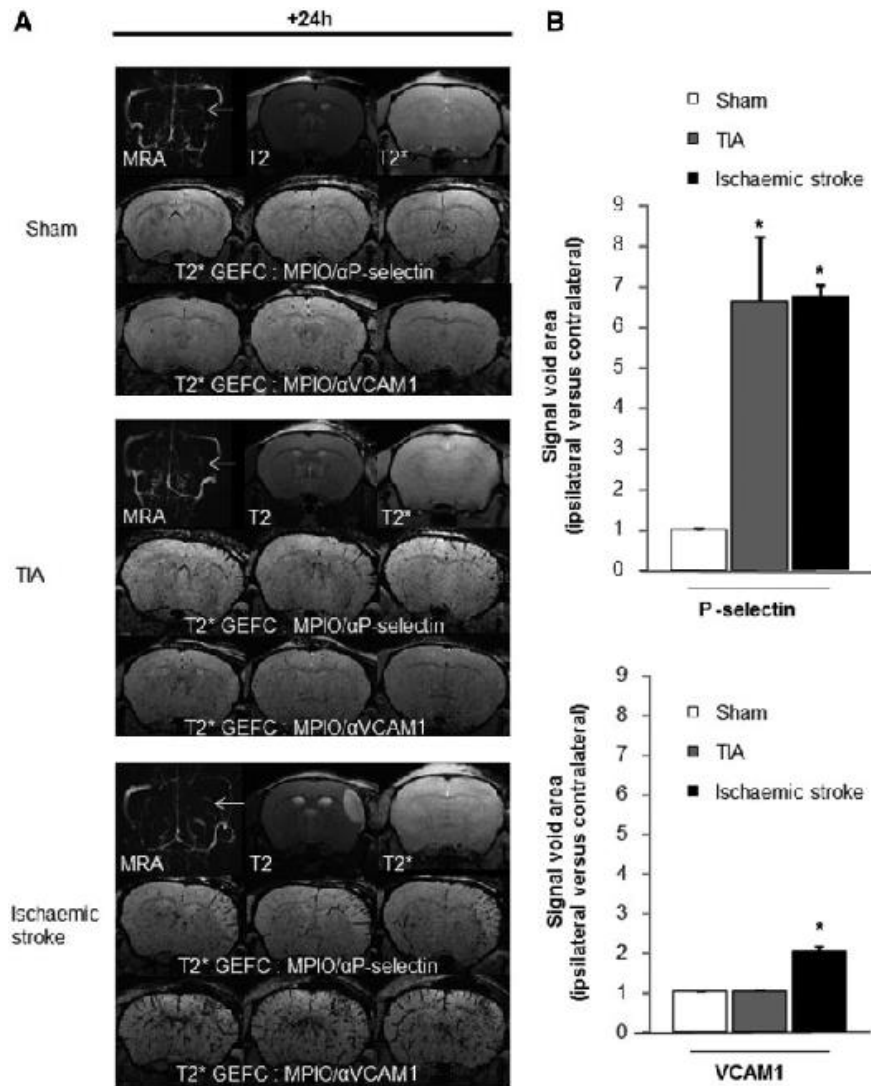 A
+24h
Sham
MRA
T2
T2*
T2* GEFC : MPIO/αP-selectin
T2* GEFC : MPIO/αVCAM1
TIA
MRA
T2
T2*
T2* GEFC : MPIO/αP-selectin
T2* GEFC : MPIO/αVCAM1
Ischaemic
stroke
MRA
T2
T2*
T2* GEFC : MPIO/αP-selectin
T2* GEFC : MPIO/αVCAM1
B
Sham
TIA
Ischaemic stroke
Signal void area
(ipsilateral versus contralateral)
9
8
7
6
5
4
3
2
1
0
*
*
P-selectin
Sham
TIA
Ischaemic stroke
Signal void area
(ipsilateral versus contralateral)
9
8
7
6
5
4
3
2
1
0
*
VCAM1